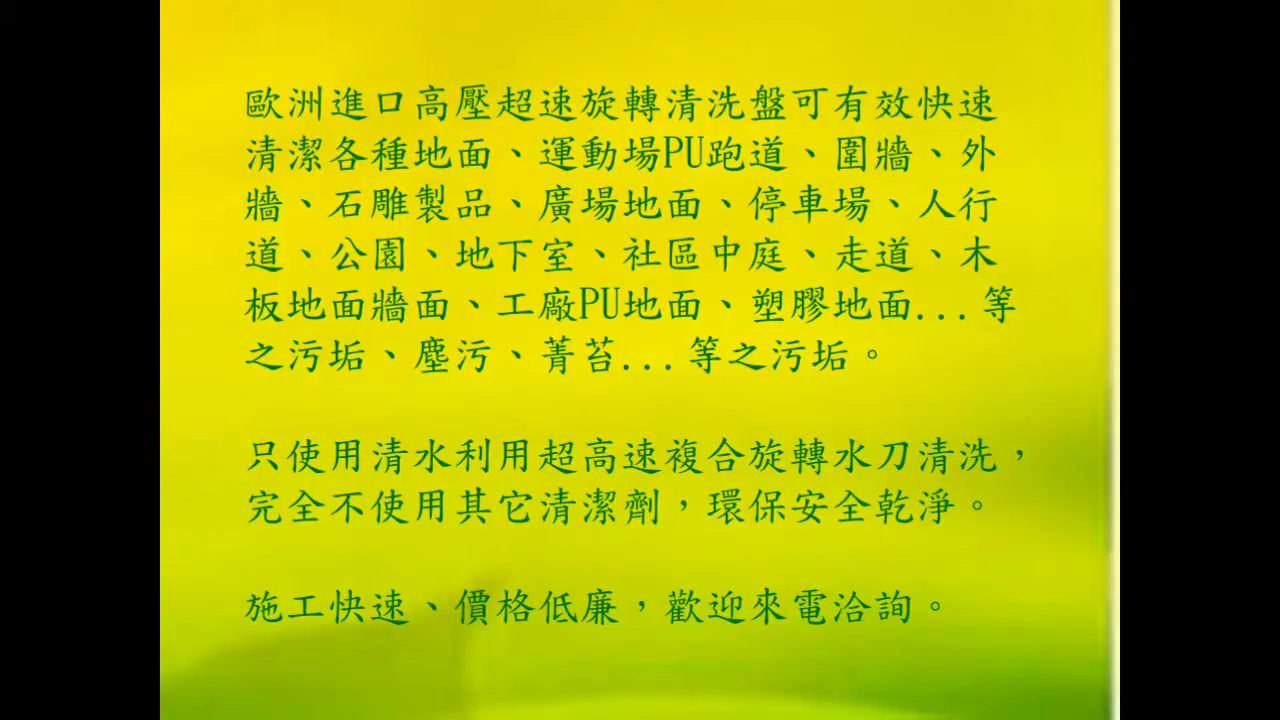 歐洲進口高壓超速旋轉清洗盤可有效快速
清潔各種地面、運動場PU跑道、圍牆、外
牆、石雕製品、廣場地面、停車場、人行
道、公園、地下室、社區中庭、走道、木
板地面牆面、工廠PU地面、塑膠地面...等
之污垢、塵污、菁苔...等之污垢。
只使用清水利用超高速複合旋轉水刀清洗，
完全不使用其它清潔劑，環保安全乾淨。
施工快速、價格低廉，歡迎來電洽詢。